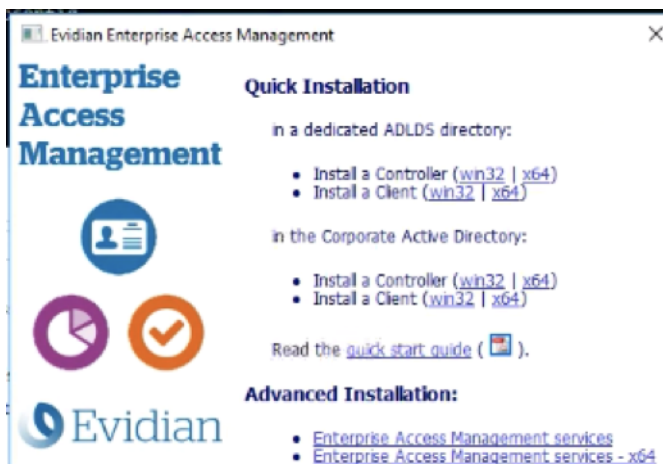 Evidian Enterprise Access Management
Enterprise
Access
Management
Quick Installation
in a dedicated ADLDS directory:
• Install a Controller (win32 | x64)
• Install a Client (win32 | x64)
in the Corporate Active Directory:
• Install a Controller (win32 | x64)
• Install a Client (win32 | x64)
Read the quick start guide ( ).
Advanced Installation:
• Enterprise Access Management services
• Enterprise Access Management services - x64
Evidian